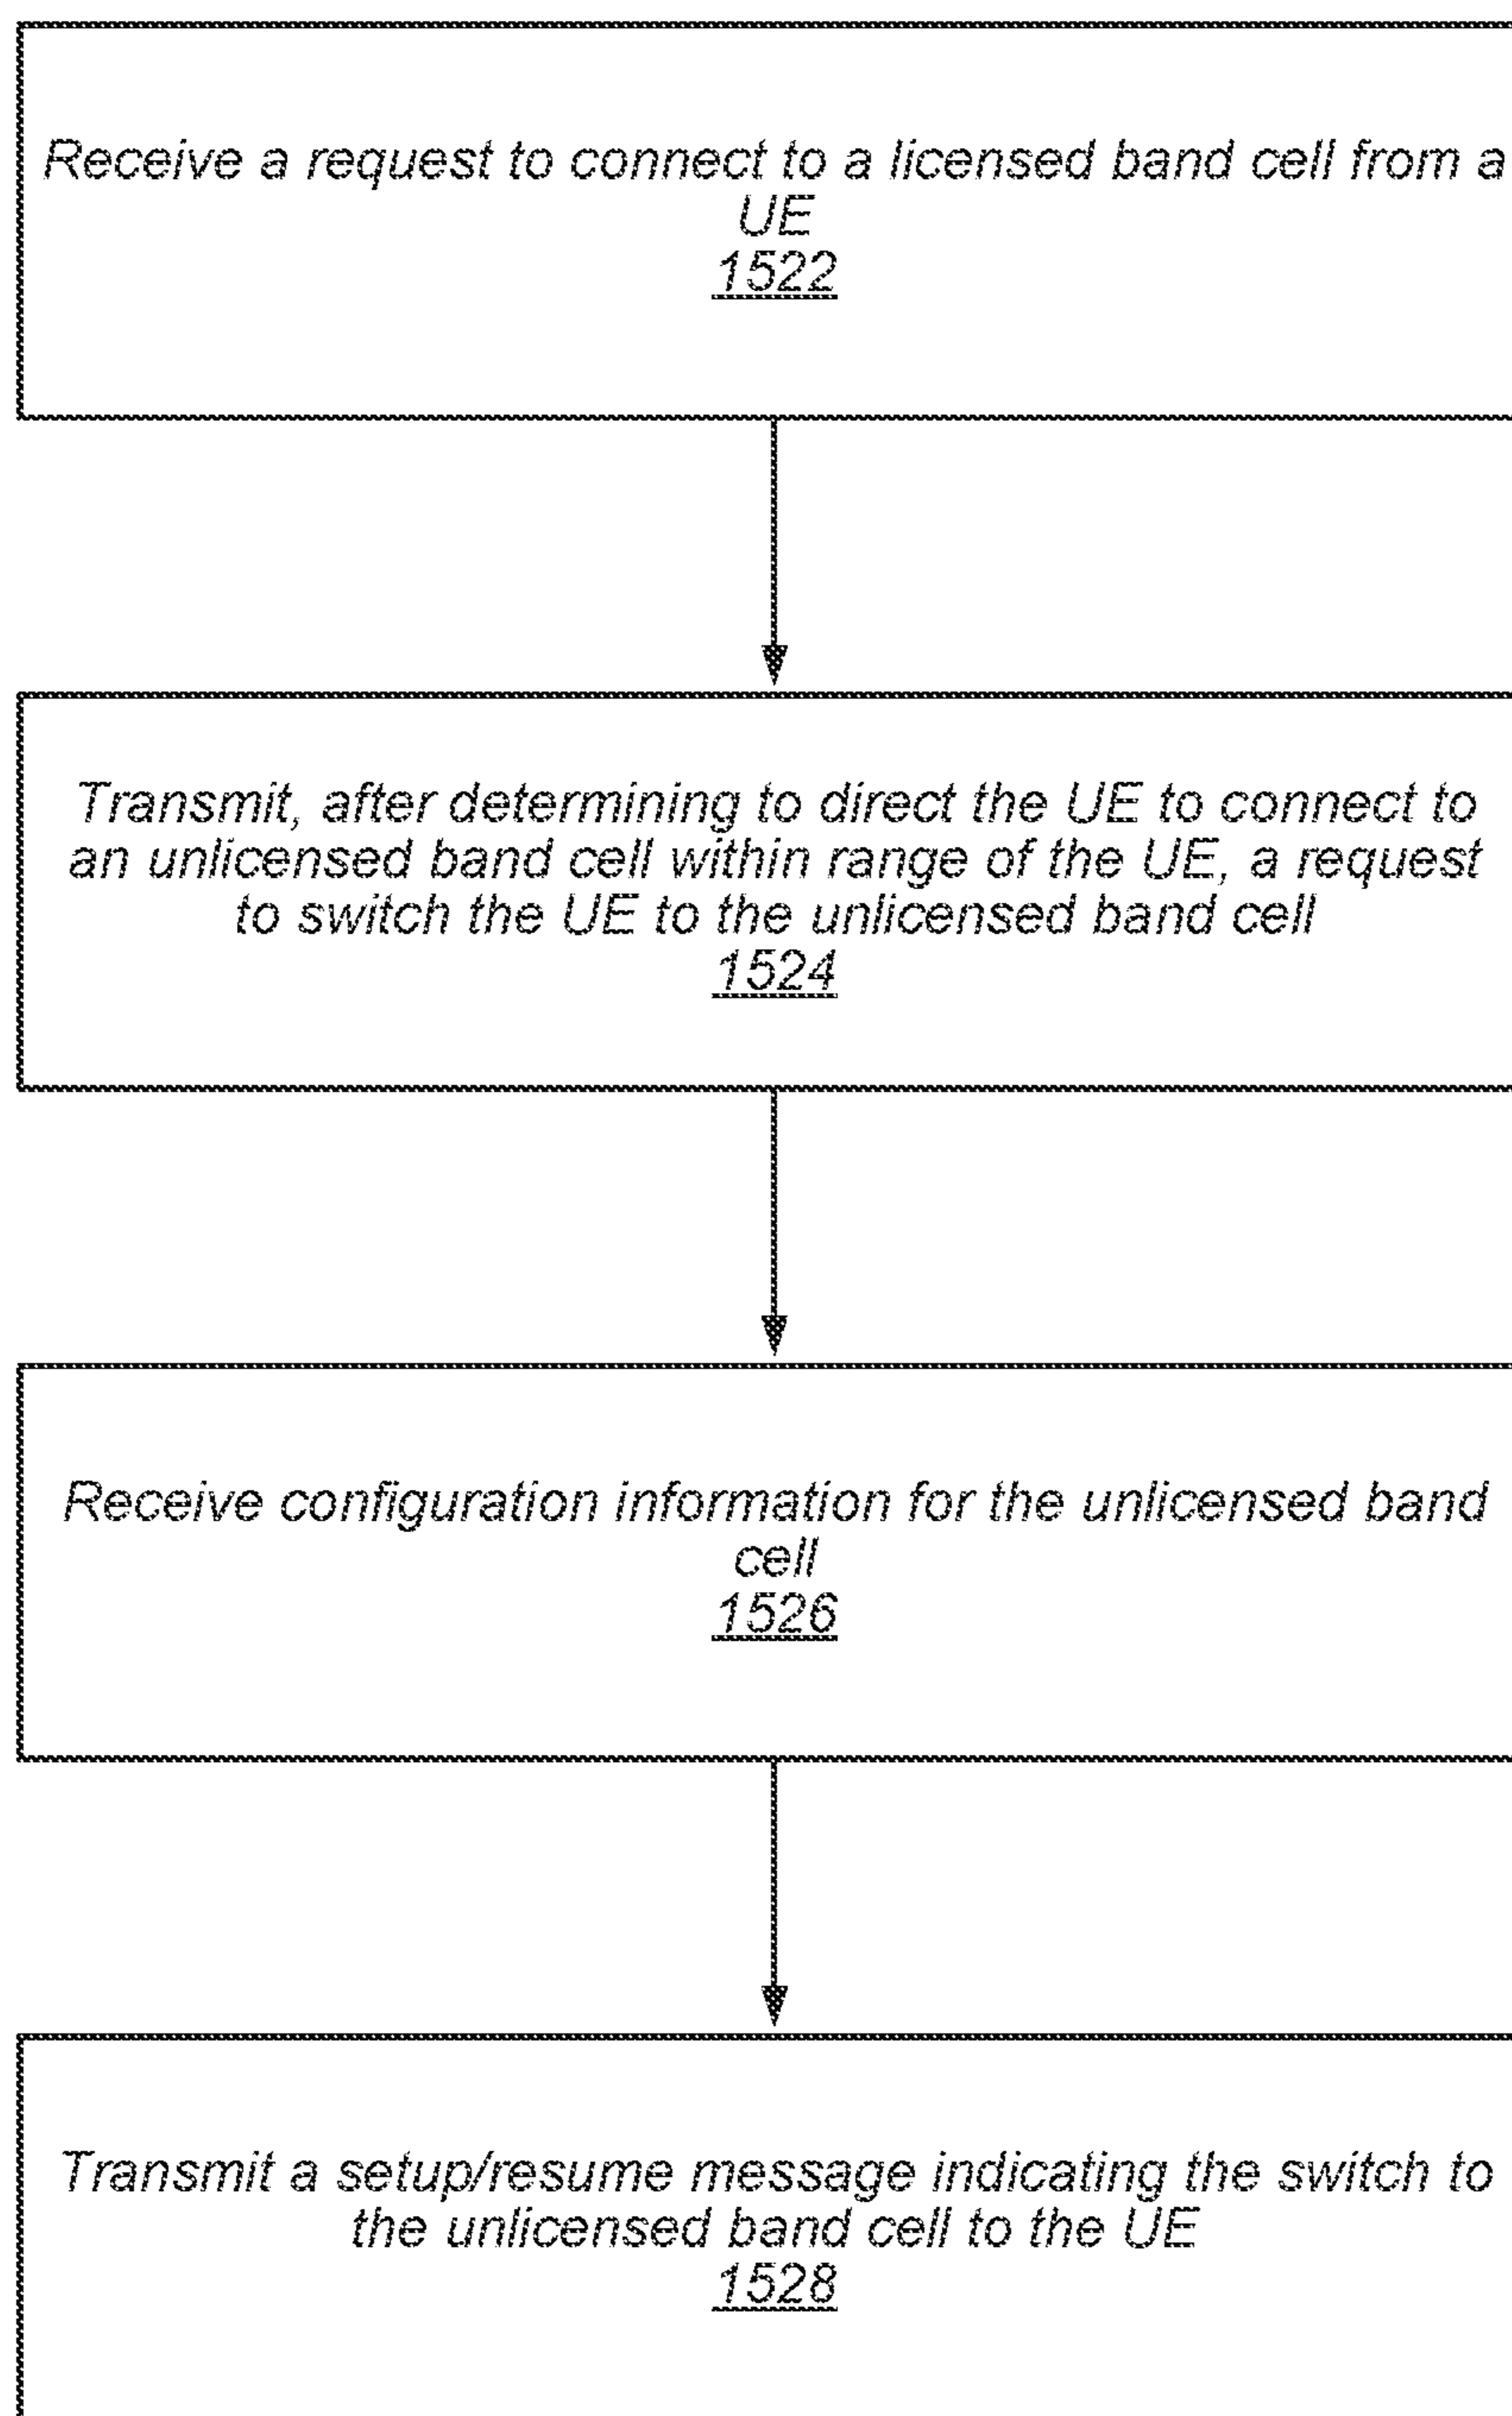 Receive a request to connect to a licensed band cell from a
UE
1522
Transmit, after determining to direct the UE to connect to
an unlicensed band cell within range of the UE, a request
to switch the UE to the unlicensed band cell
1524
Receive configuration information for the unlicensed band
cell
1526
Transmit a setup/resume message indicating the switch to
the unlicensed band cell to the UE
1528